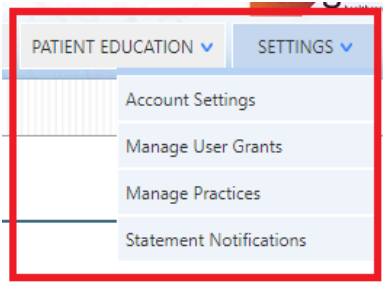 PATIENT EDUCATION
SETTINGS
Account Settings
Manage User Grants
Manage Practices
Statement Notifications